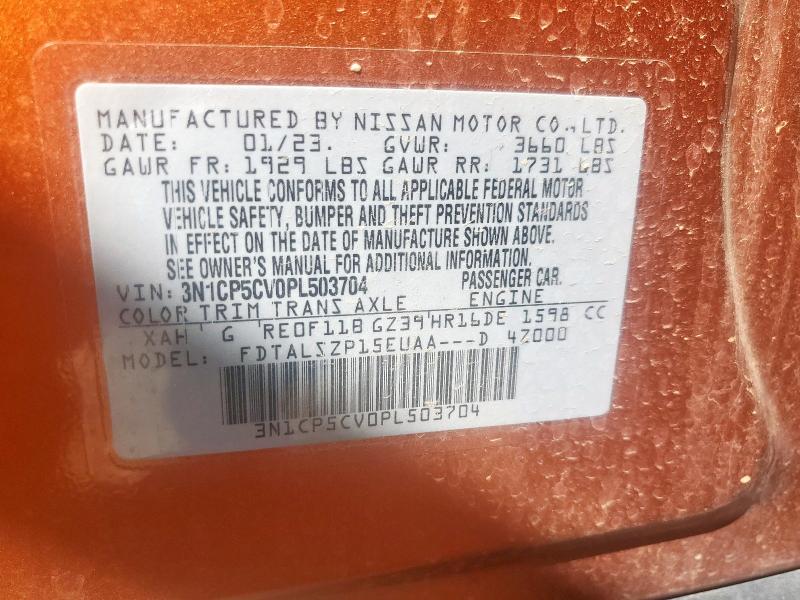 MANUFACTURED BY NISSAN MOTOR CO., LTD.
DATE: 01/23. GVWR: 3660 LBS
GAWR FR: 1929 LBS GAWR RR: 1731 LBS
THIS VEHICLE CONFORMS TO ALL APPLICABLE FEDERAL MOTOR
VEHICLE SAFETY, BUMPER AND THEFT PREVENTION STANDARDS
IN EFFECT ON THE DATE OF MANUFACTURE SHOWN ABOVE.
SEE OWNER'S MANUAL FOR ADDITIONAL INFORMATION.
VIN: 3N1CP5CV0PL503704 PASSENGER CAR.
COLOR TRIM TRANS AXLE ENGINE
XAH G RE0F11B GZ39 HR16DE 1598 CC
MODEL: FDTALSZP15EUAA---D 42000
3N1CP5CV0PL503704